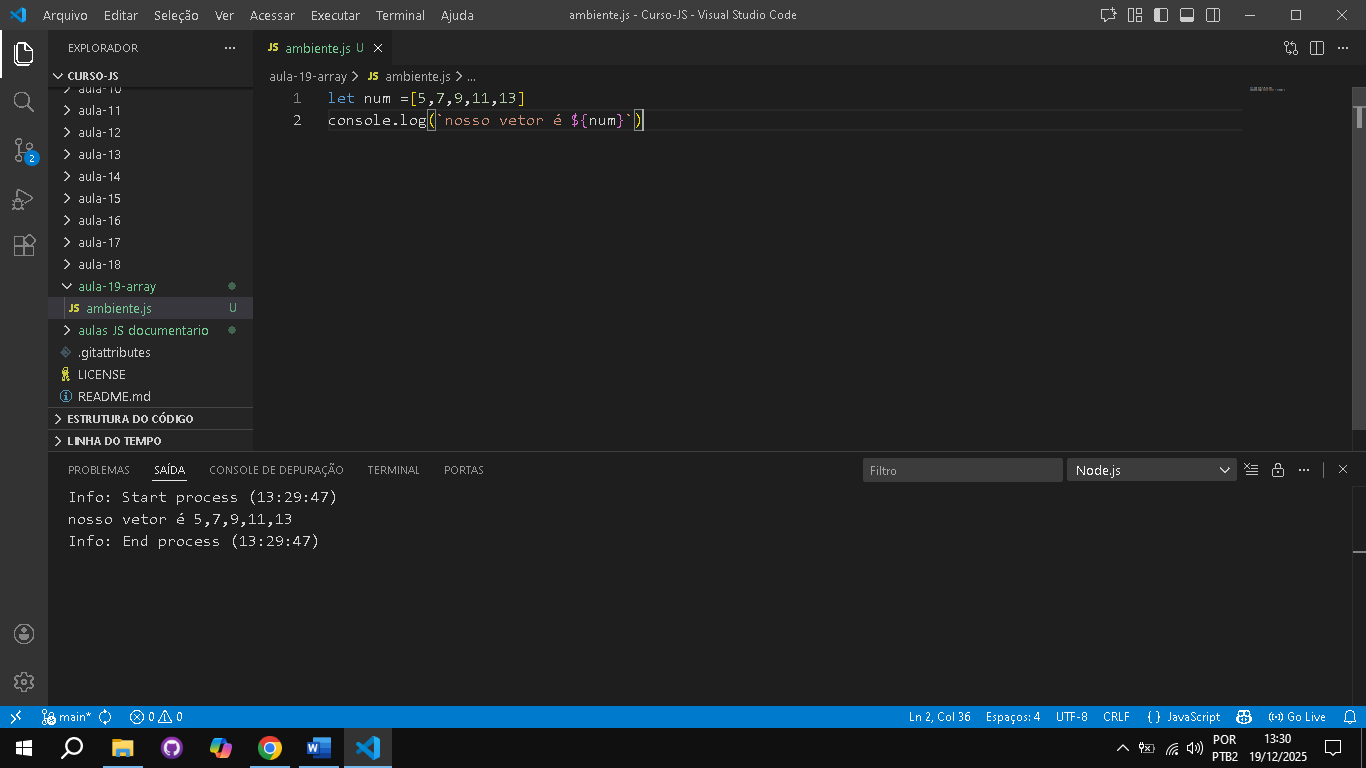 Arquivo Editar Seleção Ver Acessar Executar Terminal Ajuda ambiente.js - Curso-JS - Visual Studio Code
EXPLORADOR ···
JS ambiente.js U
CURSO-JS
aula-19-array > JS ambiente.js > ...
aula-10
aula-11
aula-12
aula-13
aula-14
aula-15
aula-16
aula-17
aula-18
aula-19-array
JS ambiente.js U
aulas JS documentario
.gitattributes
LICENSE
README.md
ESTRUTURA DO CÓDIGO
LINHA DO TEMPO
2
1 let num =[5,7,9,11,13]
2 console.log(`nosso vetor é ${num}`)
PROBLEMAS SAÍDA CONSOLE DE DEPURAÇÃO TERMINAL PORTAS Filtro Node.js
Info: Start process (13:29:47)
nosso vetor é 5,7,9,11,13
Info: End process (13:29:47)
main* 0 0 Ln 2, Col 36 Espaços: 4 UTF-8 CRLF {} JavaScript Go Live
POR
PTB2
13:30
19/12/2025